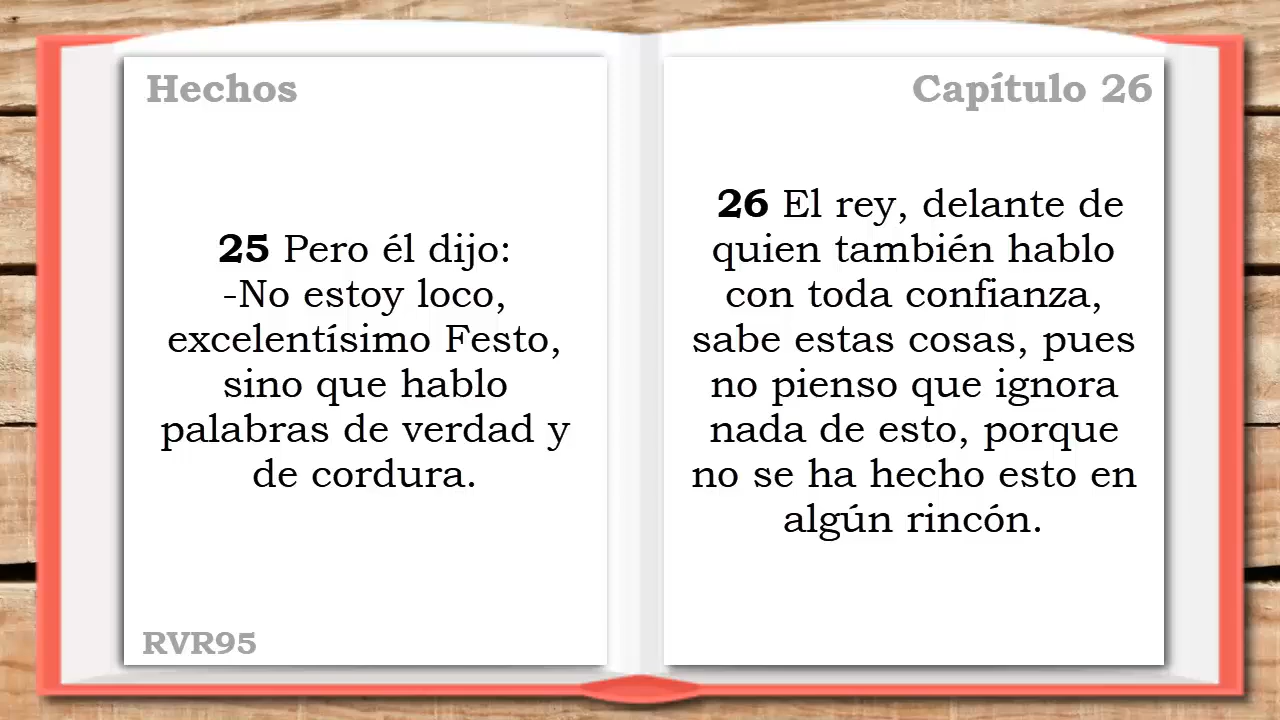 Hechos
25 Pero él dijo:
-No estoy loco,
excelentísimo Festo,
sino que hablo
palabras de verdad y
de cordura.
RVR95
Capítulo 26
26 El rey, delante de
quien también hablo
con toda confianza,
sabe estas cosas, pues
no pienso que ignora
nada de esto, porque
no se ha hecho esto en
algún rincón.